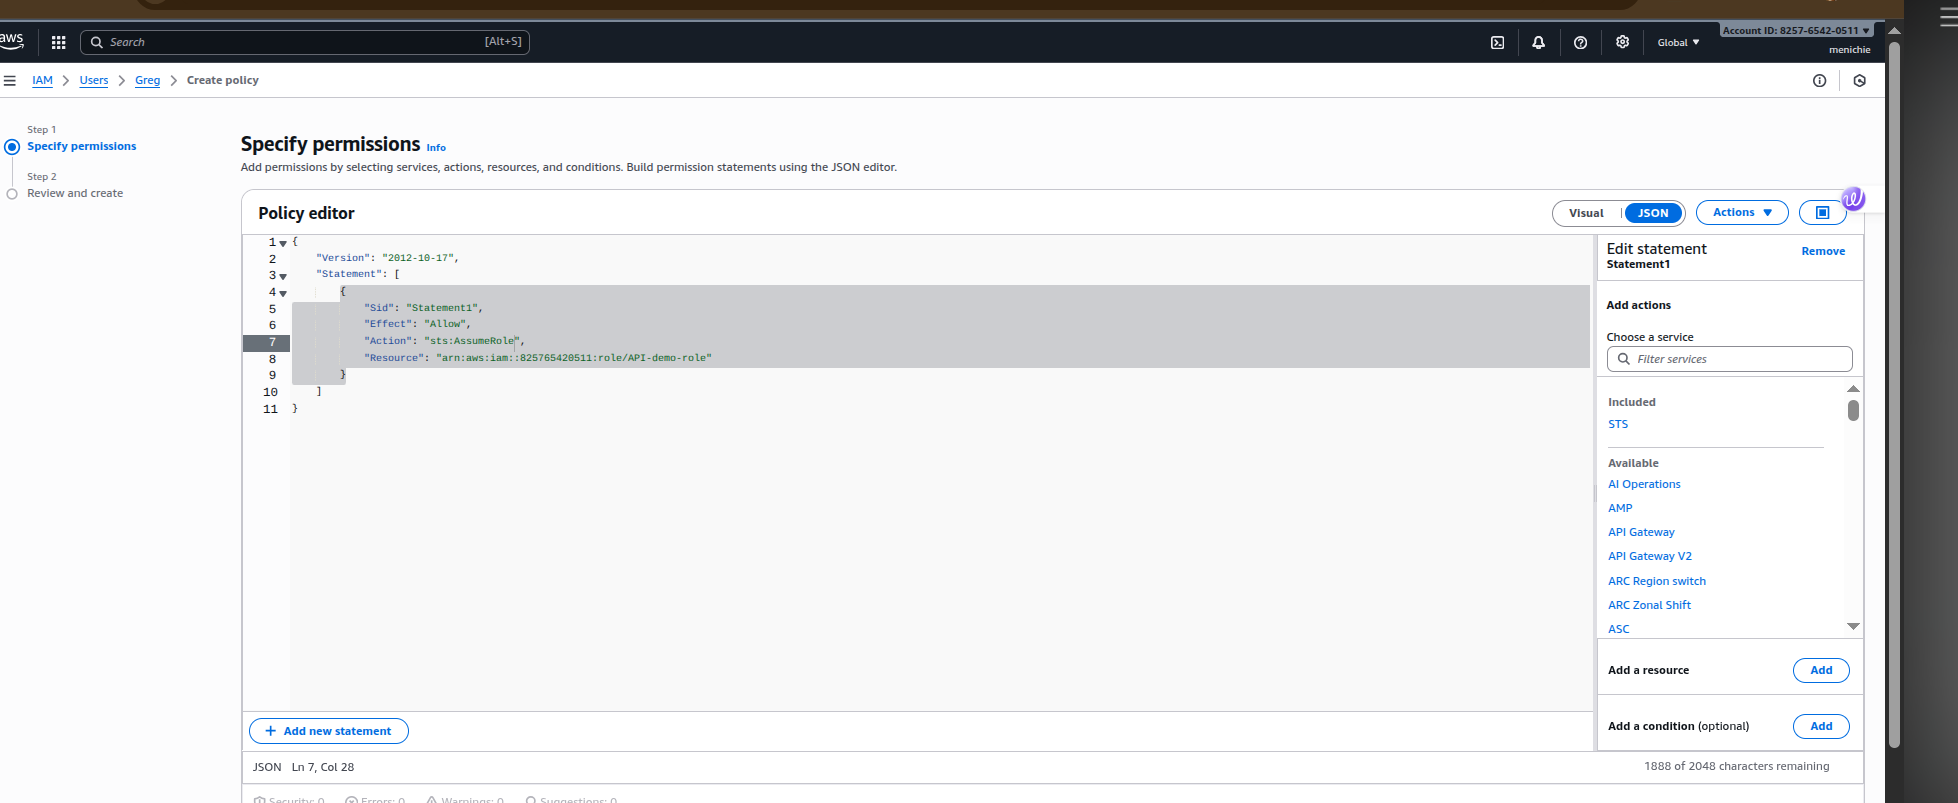 aws
Search
[Alt+S]
Global
Account ID: 8257-6542-0511
menichie
IAM
Users
Greg
Create policy
Step 1
Specify permissions
Step 2
Review and create
Specify permissions
Info
Add permissions by selecting services, actions, resources, and conditions. Build permission statements using the JSON editor.
Policy editor
Visual
JSON
Actions
1 {
2 "Version": "2012-10-17",
3 "Statement": [
4 {
5 "Sid": "Statement1",
6 "Effect": "Allow",
7 "Action": "sts:AssumeRole",
8 "Resource": "arn:aws:iam::825765420511:role/API-demo-role"
9 }
10 ]
11 }
Edit statement
Remove
Statement1
Add actions
Choose a service
Filter services
Included
STS
Available
AI Operations
AMP
API Gateway
API Gateway V2
ARC Region switch
ARC Zonal Shift
ASC
Add a resource
Add
Add a condition (optional)
Add
+ Add new statement
JSON Ln 7, Col 28
1888 of 2048 characters remaining
Security: 0
Errors: 0
Warnings: 0
Suggestions: 0